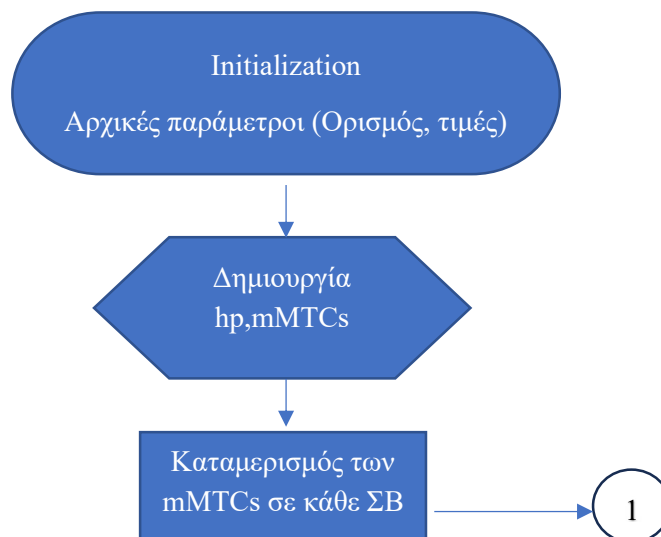 Initialization
Αρχικές παράμετροι (Ορισμός, τιμές)
Δημιουργία
hp,mMTCs
Καταμερισμός των
mMTCs σε κάθε ΣΒ
1